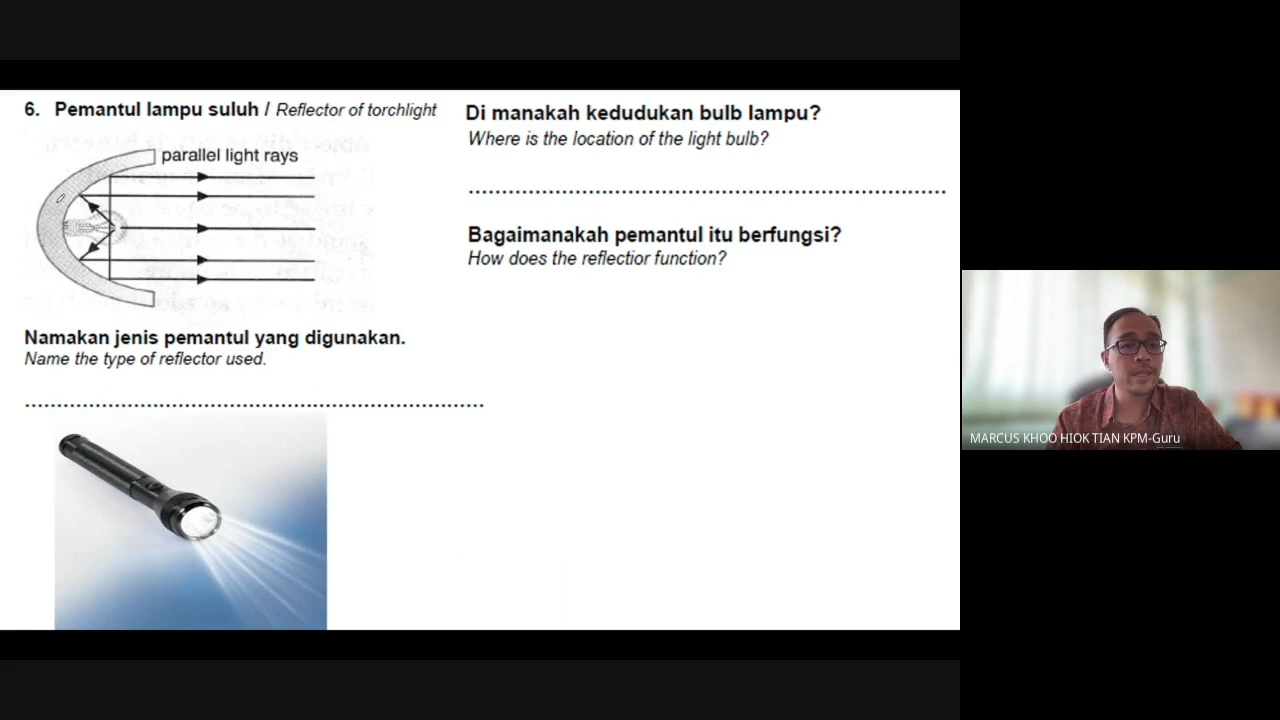 6. Pemantul lampu suluh / Reflector of torchlight
parallel light rays
Namakan jenis pemantul yang digunakan.
Name the type of reflector used.
......................................................................
Di manakah kedudukan bulb lampu?
Where is the location of the light bulb?
..........................................................................
Bagaimanakah pemantul itu berfungsi?
How does the reflectior function?
MARCUS KHOO HIOK TIAN KPM-Guru